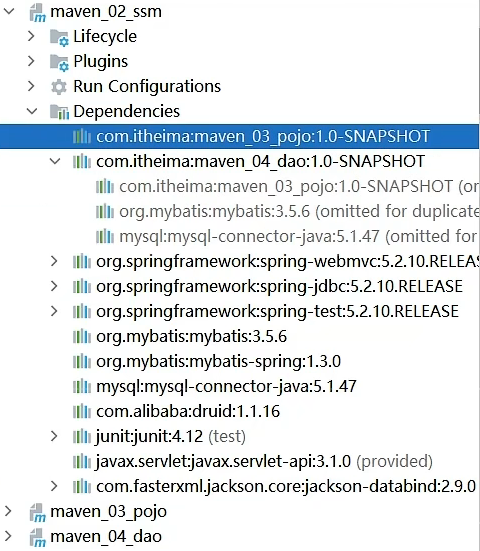 maven_02_ssm
Lifecycle
Plugins
Run Configurations
Dependencies
com.itheima:maven_03_pojo:1.0-SNAPSHOT
com.itheima:maven_04_dao:1.0-SNAPSHOT
com.itheima:maven_03_pojo:1.0-SNAPSHOT (or
org.mybatis:mybatis:3.5.6 (omitted for duplicate
mysql:mysql-connector-java:5.1.47 (omitted for
org.springframework:spring-webmvc:5.2.10.RELEAS
org.springframework:spring-jdbc:5.2.10.RELEASE
org.springframework:spring-test:5.2.10.RELEASE
org.mybatis:mybatis:3.5.6
org.mybatis:mybatis-spring:1.3.0
mysql:mysql-connector-java:5.1.47
com.alibaba:druid:1.1.16
junit:junit:4.12 (test)
javax.servlet:javax.servlet-api:3.1.0 (provided)
com.fasterxml.jackson.core:jackson-databind:2.9.0
maven_03_pojo
maven_04_dao